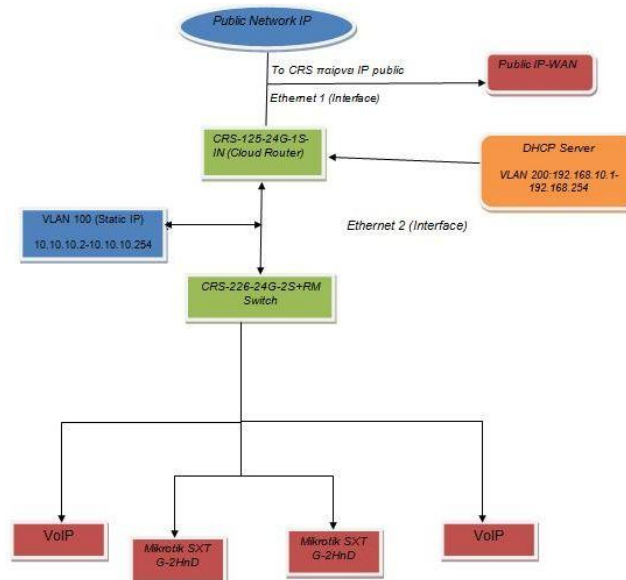 Public Network IP
Το CRS παίρνει IP public
Public IP-WAN
Ethernet 1 (Interface)
CRS-125-24G-1S-
IN (Cloud Router)
DHCP Server
VLAN 200:192.168.10.1-
192.168.254
VLAN 100 (Static IP)
10.10.10.2-10.10.10.254
Ethernet 2 (Interface)
CRS-226-24G-2S+RM
Switch
VoIP
Mikrotik SXT
G-2HnD
Mikrotik SXT
G-2HnD
VoIP